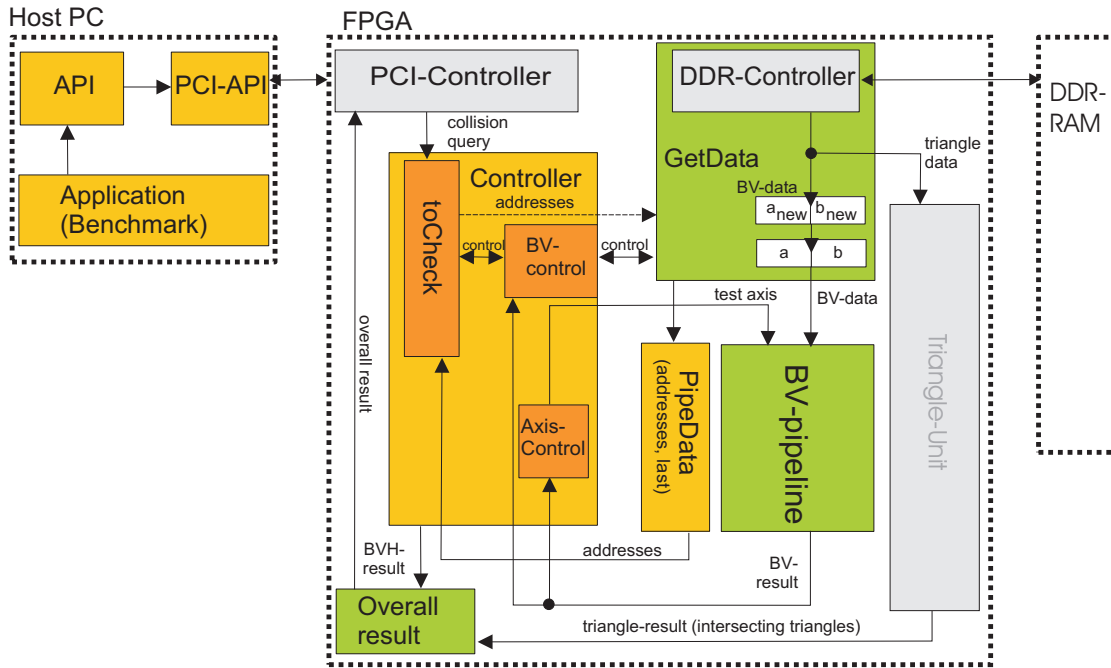 Host PC
FPGA
API
PCI-API
Application
(Benchmark)
PCI-Controller
DDR-Controller
DDR-
RAM
collision
query
GetData
triangle
data
BV-data
a new
b new
a
b
Controller
addresses
toCheck
control
BV-
control
control
test axis
BV-data
overall result
Axis-
Control
PipeData
(addresses, last)
BV-pipeline
Triangle-Unit
BVH-
result
addresses
BV-
result
Overall
result
triangle-result (intersecting triangles)